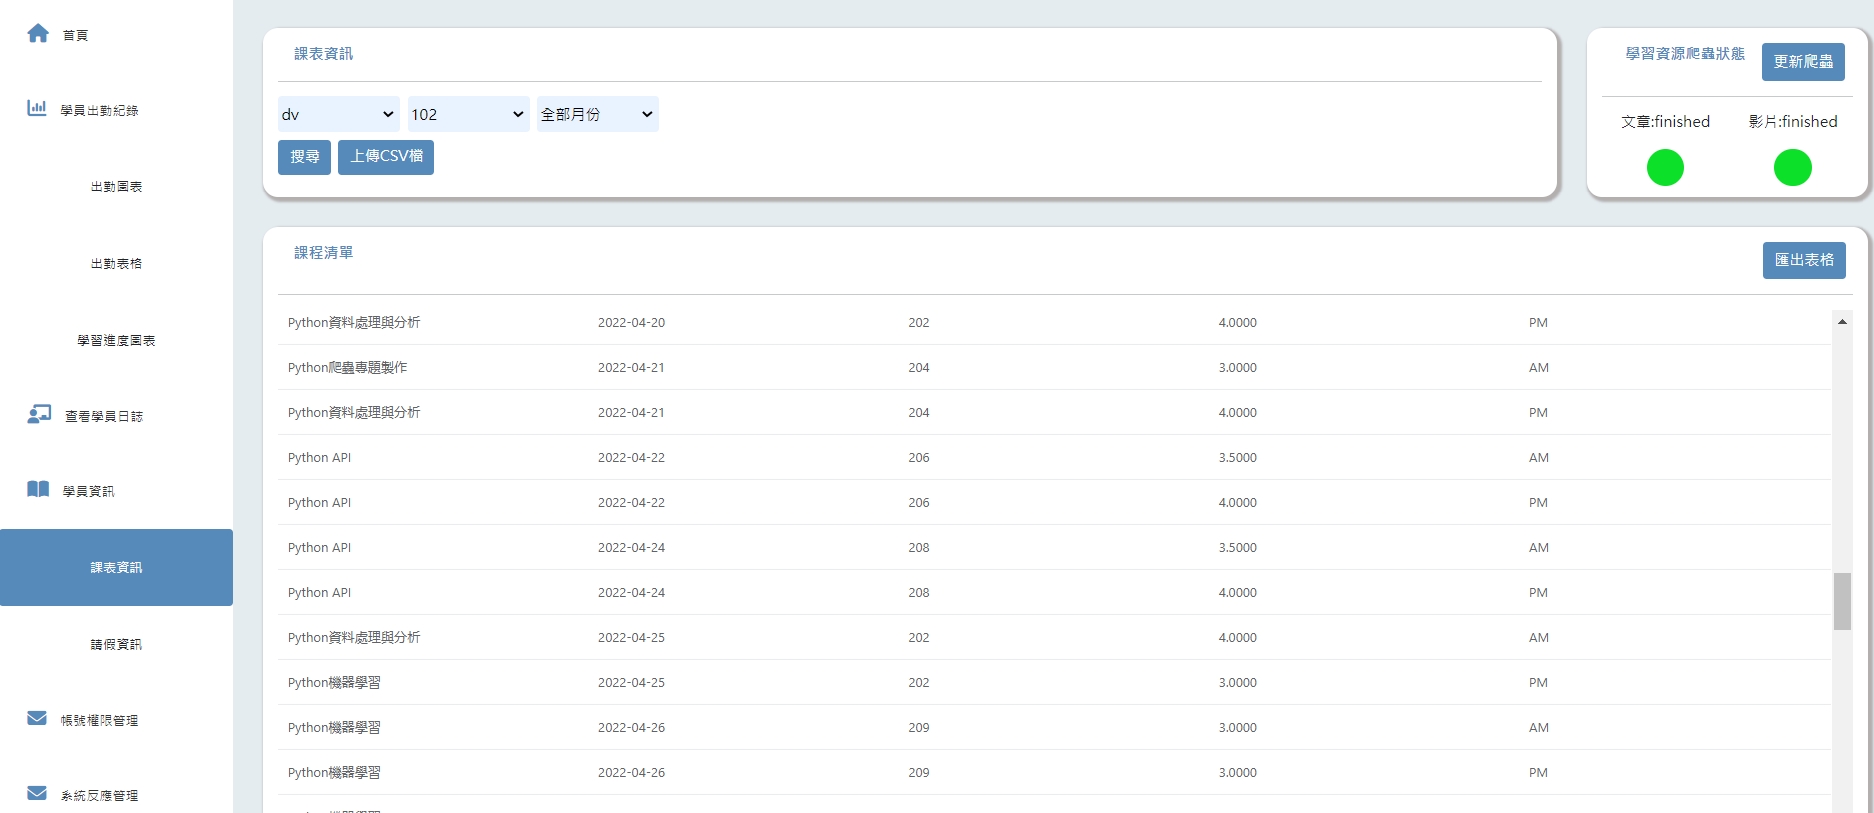 首頁
學員出勤紀錄
出勤圖表
出勤表格
學習進度圖表
查看學員日誌
學員資訊
課表資訊
請假資訊
帳號權限管理
系統反應管理
課表資訊
dv 102 全部月份
搜尋 上傳CSV檔
學習資源爬蟲狀態 更新爬蟲
文章:finished 影片:finished
課程清單 匯出表格
Python資料處理與分析 2022-04-20 202 4.0000 PM
Python爬蟲專題製作 2022-04-21 204 3.0000 AM
Python資料處理與分析 2022-04-21 204 4.0000 PM
Python API 2022-04-22 206 3.5000 AM
Python API 2022-04-22 206 4.0000 PM
Python API 2022-04-24 208 3.5000 AM
Python API 2022-04-24 208 4.0000 PM
Python資料處理與分析 2022-04-25 202 4.0000 AM
Python機器學習 2022-04-25 202 3.0000 PM
Python機器學習 2022-04-26 209 3.0000 AM
Python機器學習 2022-04-26 209 3.0000 PM